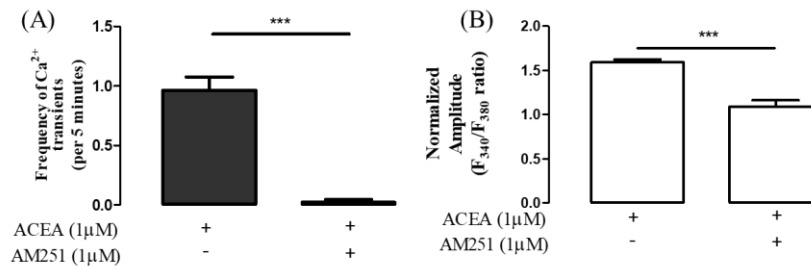 (A)
***
Frequency of Ca2+
transients
(per 5 minutes)
1.5
1.0
0.5
0.0
ACEA (1µM) + +
AM251 (1µM) - +
(B)
***
Normalized
Amplitude
(F340/F380 ratio)
2.0
1.5
1.0
0.5
0.0
ACEA (1µM) + +
AM251 (1µM) - +